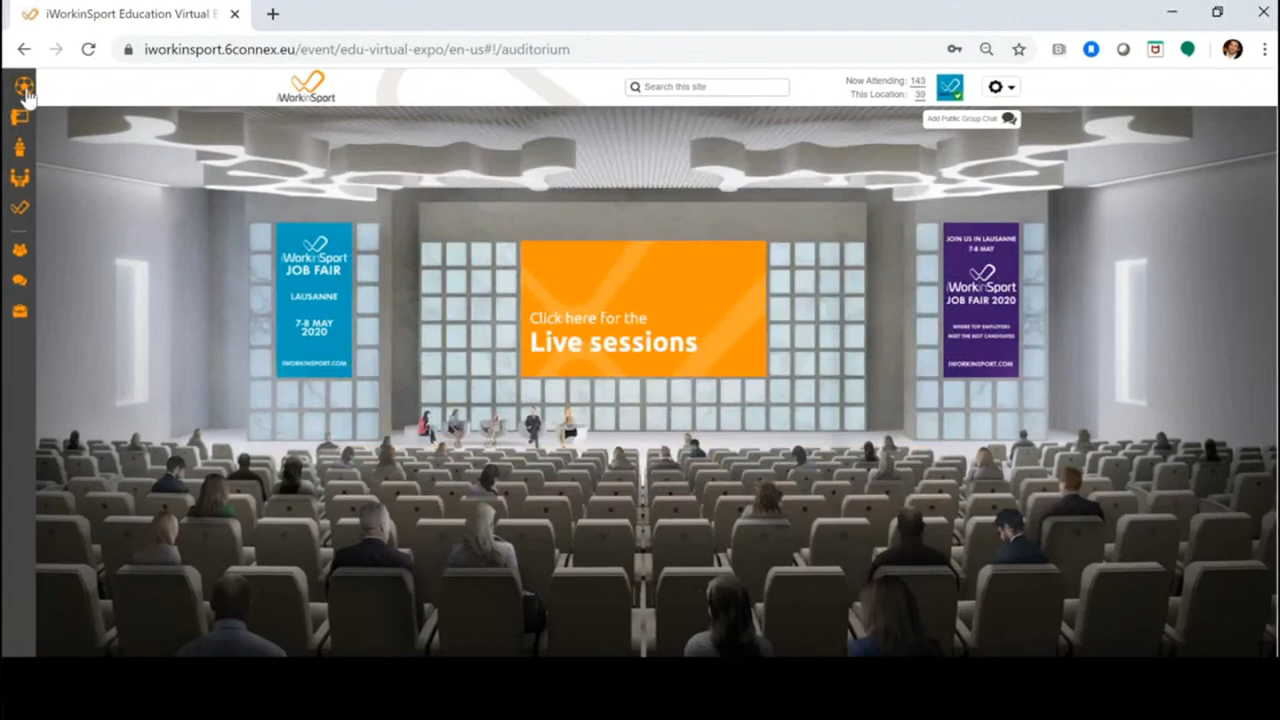 iWorkinSport Education Virtual E
iworkinsport.6connex.eu/event/edu-virtual-expo/en-us#!/auditorium
iWorkinSport
Search this site
Now Attending: 143
This Location: 39
Add Public Group Chat
iWorkinSport
JOB FAIR
LAUSANNE
7-8 MAY
2020
IWORKINSPORT.COM
Click here for the
Live sessions
JOIN US IN LAUSANNE
7-8 MAY
iWorkinSport
JOB FAIR 2020
WHERE TOP EMPLOYERS
MEET THE BEST CANDIDATES
IWORKINSPORT.COM